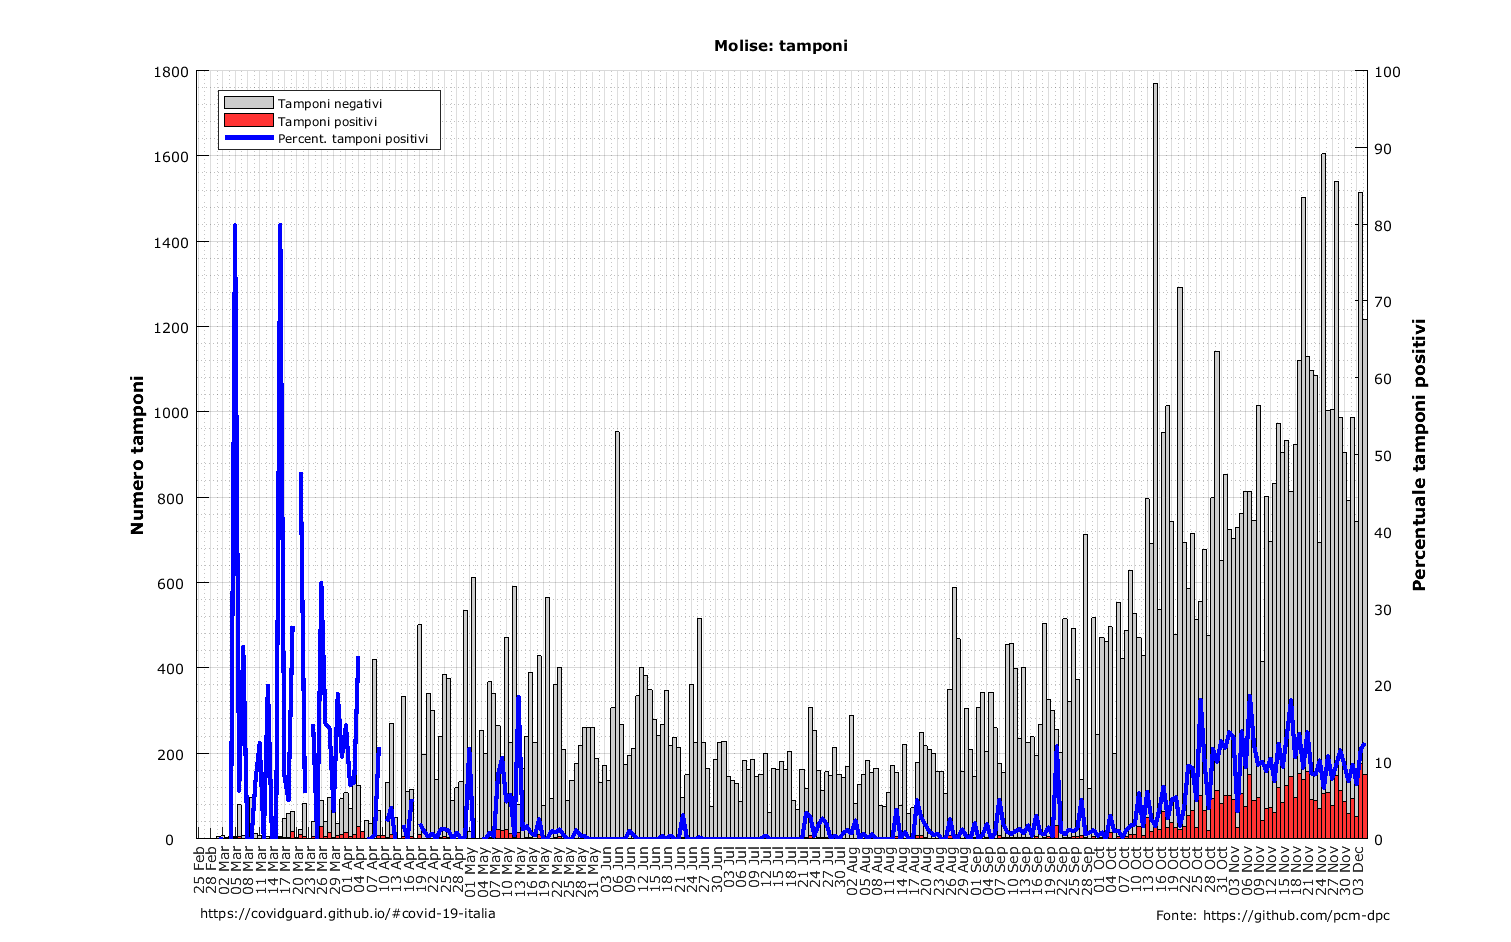 Molise: tamponi
Tamponi negativi
Tamponi positivi
Percent. tamponi positivi
Numero tamponi
1800
1600
1400
1200
1000
800
600
400
200
0
100
90
80
70
60
50
40
30
20
10
0
Percentuale tamponi positivi
25 Feb
28 Feb
02 Mar
05 Mar
08 Mar
11 Mar
14 Mar
17 Mar
20 Mar
23 Mar
26 Mar
29 Mar
01 Apr
04 Apr
07 Apr
10 Apr
13 Apr
16 Apr
19 Apr
22 Apr
25 Apr
28 Apr
01 May
04 May
07 May
10 May
13 May
16 May
19 May
22 May
25 May
28 May
31 May
03 Jun
06 Jun
09 Jun
12 Jun
15 Jun
18 Jun
21 Jun
24 Jun
27 Jun
30 Jun
03 Jul
06 Jul
09 Jul
12 Jul
15 Jul
18 Jul
21 Jul
24 Jul
27 Jul
30 Jul
02 Aug
05 Aug
08 Aug
11 Aug
14 Aug
17 Aug
20 Aug
23 Aug
26 Aug
29 Aug
01 Sep
04 Sep
07 Sep
10 Sep
13 Sep
16 Sep
19 Sep
22 Sep
25 Sep
28 Sep
01 Oct
04 Oct
07 Oct
10 Oct
13 Oct
16 Oct
19 Oct
22 Oct
25 Oct
28 Oct
31 Oct
03 Nov
06 Nov
09 Nov
12 Nov
15 Nov
18 Nov
21 Nov
24 Nov
27 Nov
30 Nov
03 Dec
https://covidguard.github.io/#covid-19-italia
Fonte: https://github.com/pcm-dpc